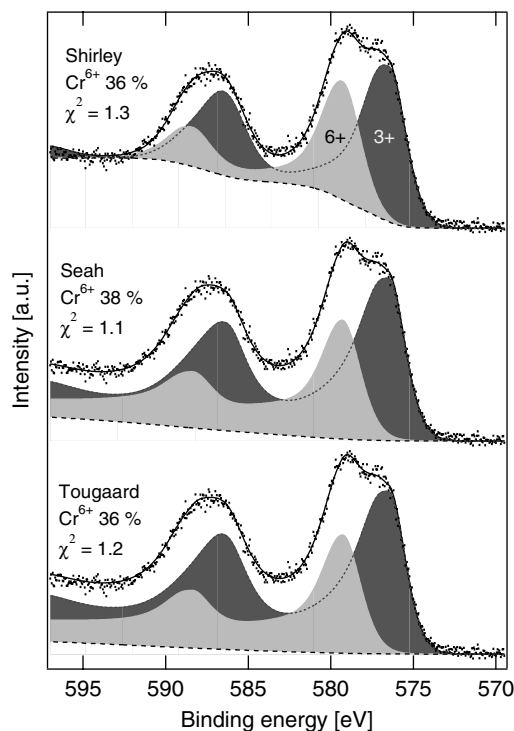 Shirley
Cr⁶⁺ 36 %
χ² = 1.3
6+
3+
Seah
Cr⁶⁺ 38 %
χ² = 1.1
Tougaard
Cr⁶⁺ 36 %
χ² = 1.2
Intensity [a.u.]
595 590 585 580 575 570
Binding energy [eV]